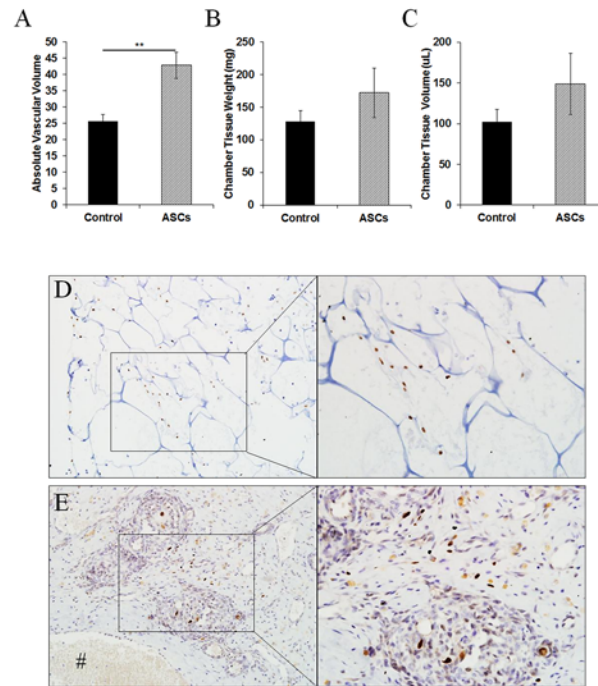 A
B
C
**
Absolute Vascular Volume
50
45
40
35
30
25
20
15
10
5
0
Control
ASCs
Chamber Tissue Weight (mg)
250
200
150
100
50
0
Control
ASCs
Chamber Tissue Volume (uL)
200
150
100
50
0
Control
ASCs
D
E
#